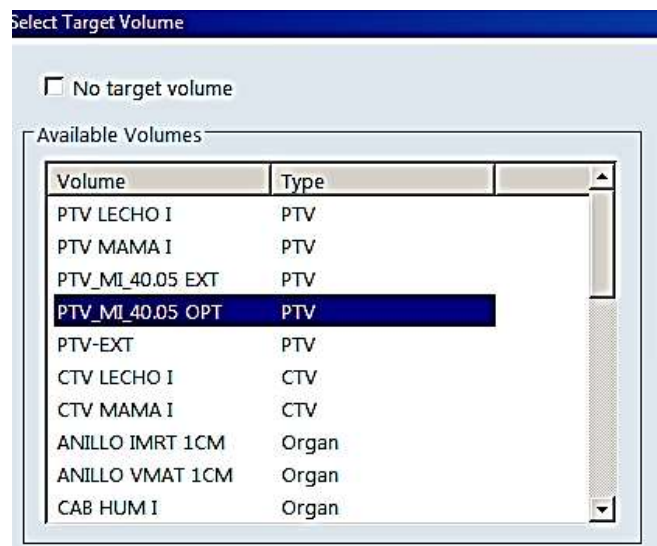 Select Target Volume
No target volume
Available Volumes
Volume Type
PTV LECHO I PTV
PTV MAMA I PTV
PTV_MI_40.05 EXT PTV
PTV_MI_40.05 OPT PTV
PTV-EXT PTV
CTV LECHO I CTV
CTV MAMA I CTV
ANILLO IMRT 1CM Organ
ANILLO VMAT 1CM Organ
CAB HUM I Organ